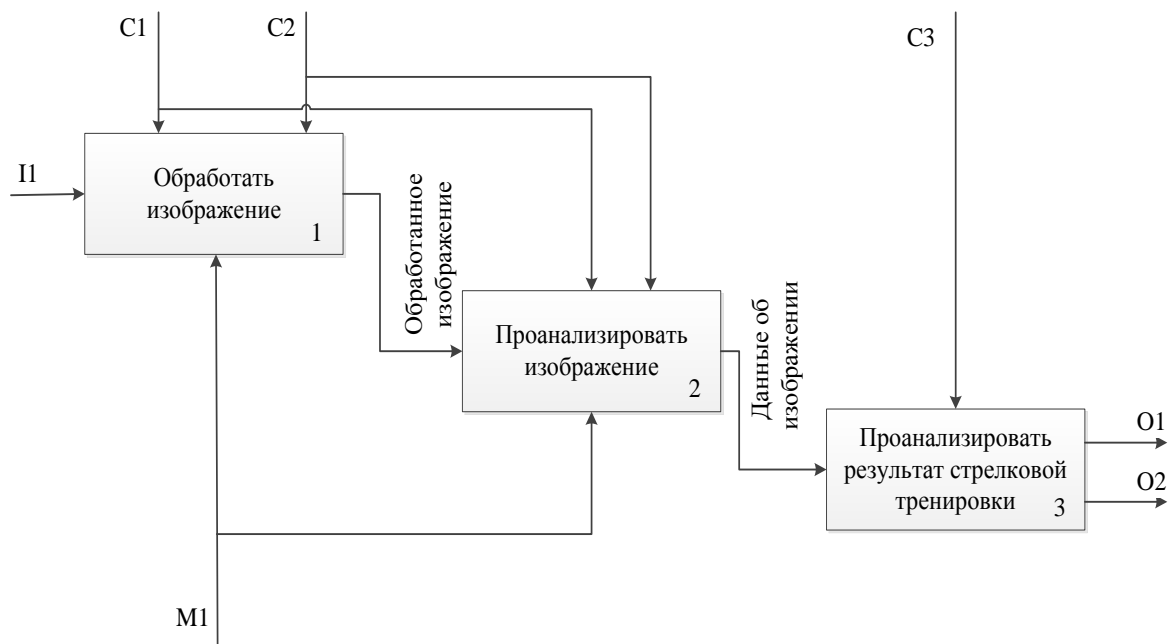 C1
C2
C3
I1
Обработать
изображение
1
Обработанное
изображение
Проанализировать
изображение
2
Данные об
изображении
Проанализировать
результат стрелковой
тренировки
3
O1
O2
M1